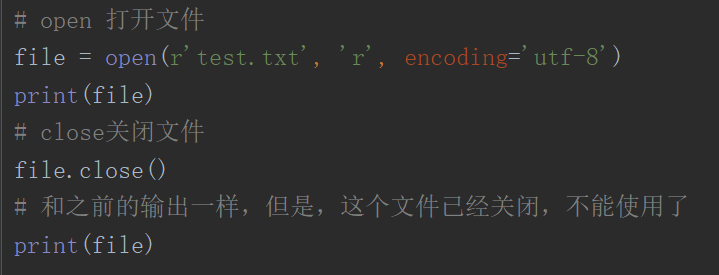 # open 打开文件
file = open(r'test.txt', 'r', encoding='utf-8')
print(file)
# close关闭文件
file.close()
# 和之前的输出一样，但是，这个文件已经关闭，不能使用了
print(file)